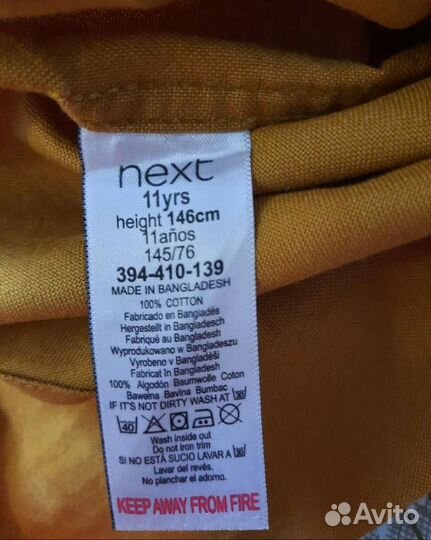 next
11yrs
height 146cm
11años
145/76
394-410-139
MADE IN BANGLADESH
100% COTTON
Fabricado en Bangladés
Hergestellt in Bangladesch
Fabriqué au Bangladesh
Wyprodukowano w Bangladeszu
Vyrobeno v Bangladéši
Fabricat în Bangladesh
100% Algodón Baumwolle Coton
Bawełna Bavlna Bumbac
IF IT'S NOT DIRTY WASH AT 30
40
Wash inside out
Do not iron trim
SI NO ESTÁ SUCIO LAVAR A 30
Lavar del revés.
No planchar el adorno.
KEEP AWAY FROM FIRE
Avito